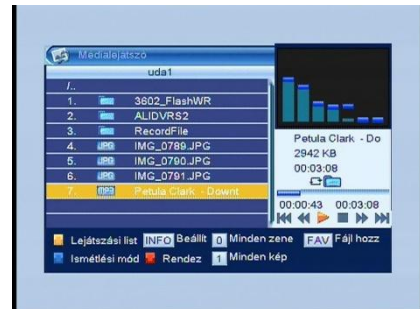 Médialejátszó
uda1
/..
1. 3602_FlashWR
2. ALIDVRS2
3. RecordFile
4. JPG IMG_0789.JPG
5. JPG IMG_0790.JPG
6. JPG IMG_0791.JPG
7. MP3 Petula Clark - Downt
Petula Clark - Do
2942 KB
00:03:08
00:00:43 00:03:08
Lejátszási list INFO Beállít 0 Minden zene FAV Fájl hozz
Ismétlési mód Rendez 1 Minden kép